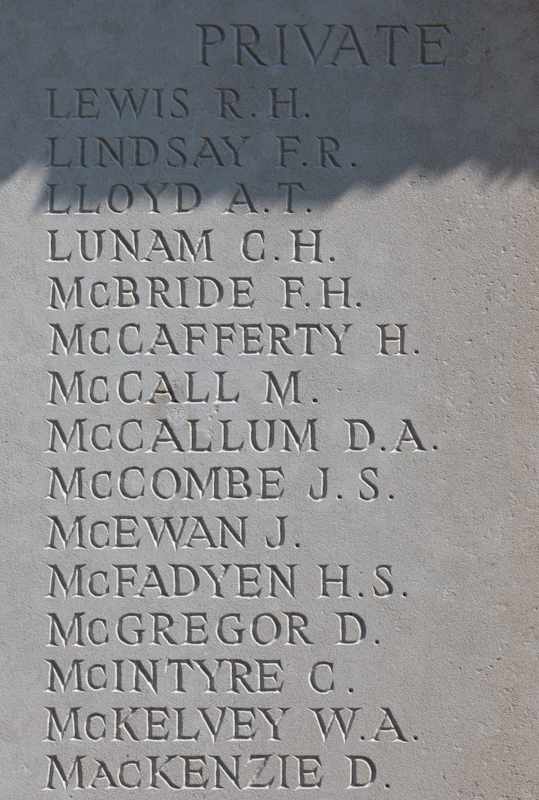 PRIVATE
LEWIS R.H.
LINDSAY F.R.
LLOYD A.T.
LUNAM C.H.
McBRIDE F.H.
McCAFFERTY H.
McCALL M.
McCALLUM D.A.
McCOMBE J.S.
McEWAN J.
McFADYEN H.S.
McGREGOR D.
McINTYRE C.
McKELVEY W.A.
MACKENZIE D.